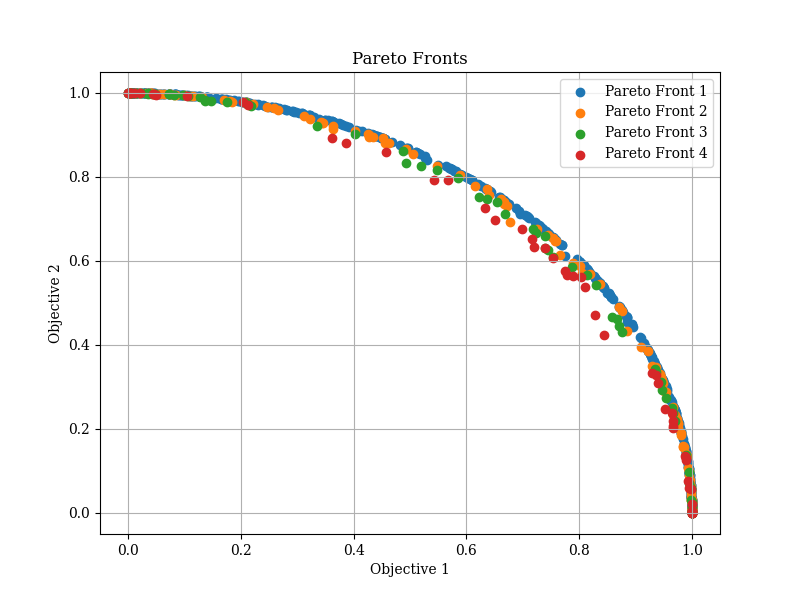 Pareto Fronts
Pareto Front 1
Pareto Front 2
Pareto Front 3
Pareto Front 4
Objective 2
1.0
0.8
0.6
0.4
0.2
0.0
0.0 0.2 0.4 0.6 0.8 1.0
Objective 1